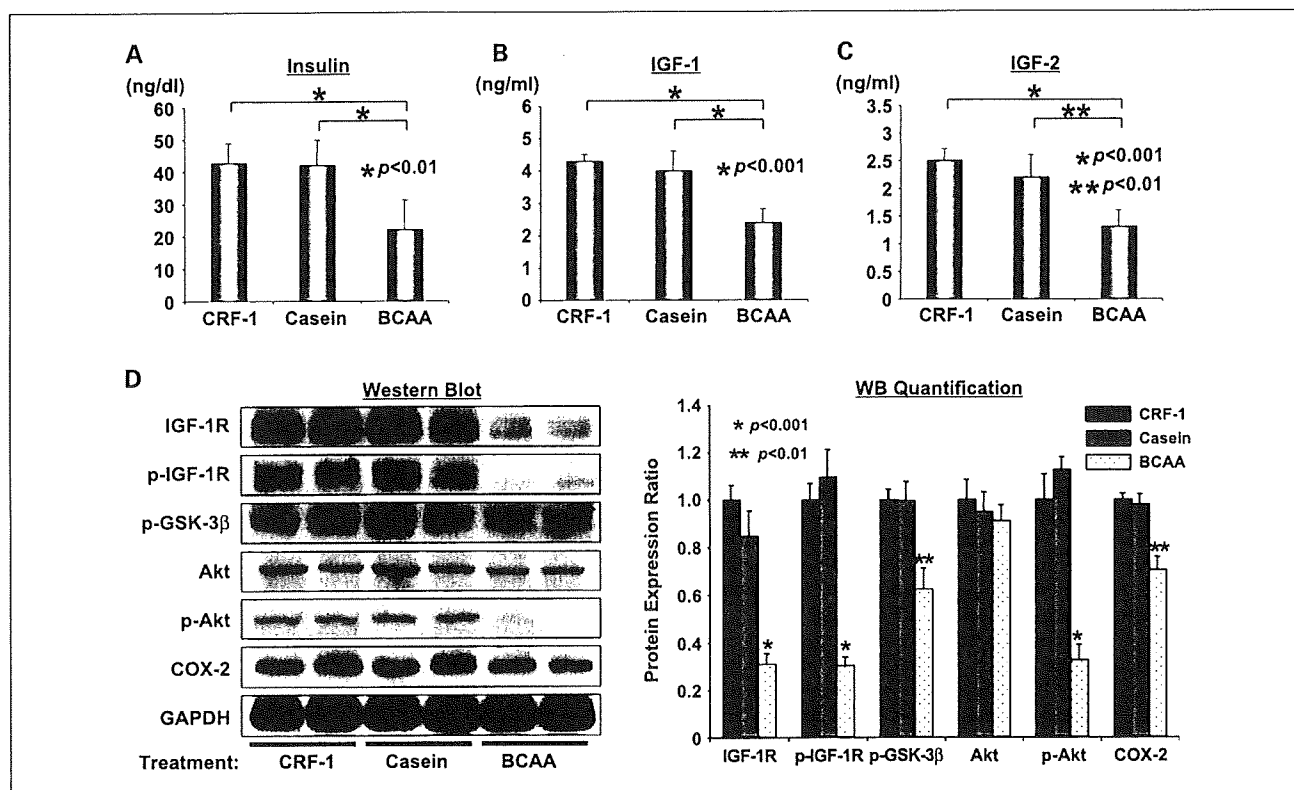 A
Insulin
(ng/dl)
60
50
40
30
20
10
0
*
*
* p<0.01
CRF-1 Casein BCAA
B
IGF-1
(ng/ml)
6
5
4
3
2
1
0
*
*
* p<0.001
CRF-1 Casein BCAA
C
IGF-2
(ng/ml)
3.5
3
2.5
2
1.5
1
0.5
0
*
**
* p<0.001
** p<0.01
CRF-1 Casein BCAA
D
Western Blot
IGF-1R
p-IGF-1R
p-GSK-3β
Akt
p-Akt
COX-2
GAPDH
Treatment: CRF-1 Casein BCAA
WB Quantification
Protein Expression Ratio
1.4
1.2
1.0
0.8
0.6
0.4
0.2
0
* p<0.001
** p<0.01
CRF-1
Casein
BCAA
*
*
**
*
**
IGF-1R p-IGF-1R p-GSK-3β Akt p-Akt COX-2